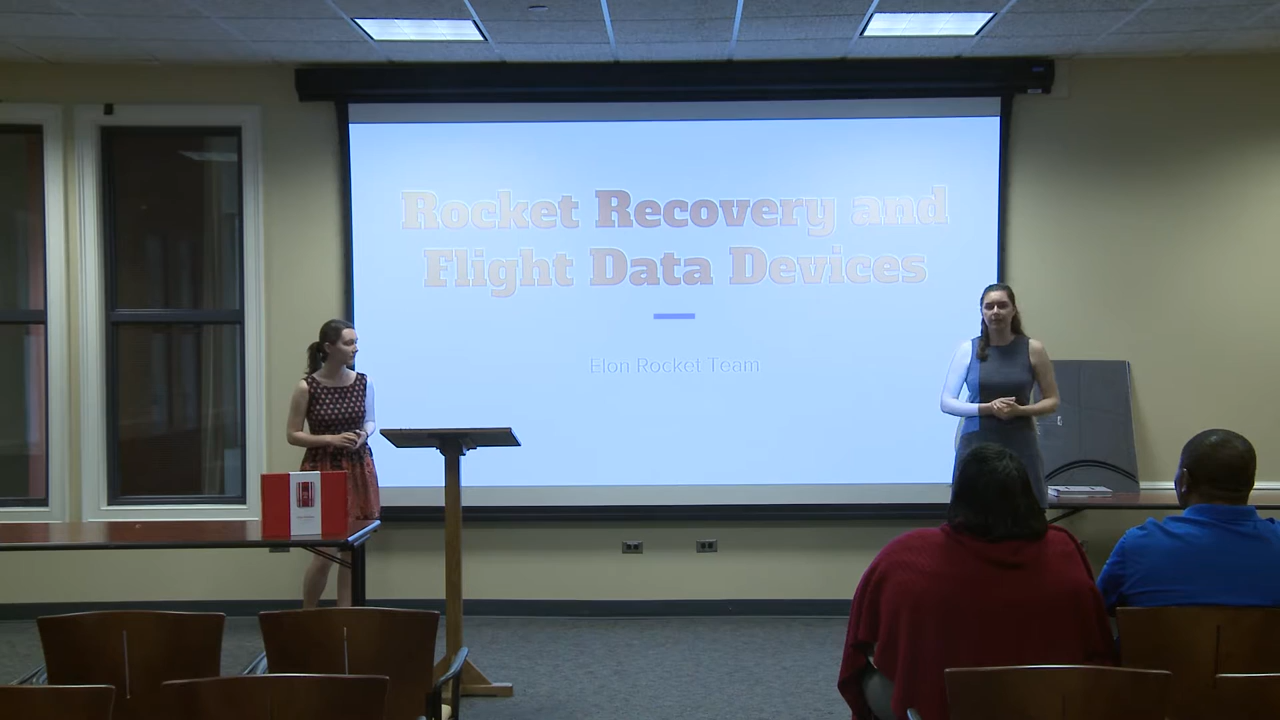 Rocket Recovery and
Flight Data Devices
Elon Rocket Team